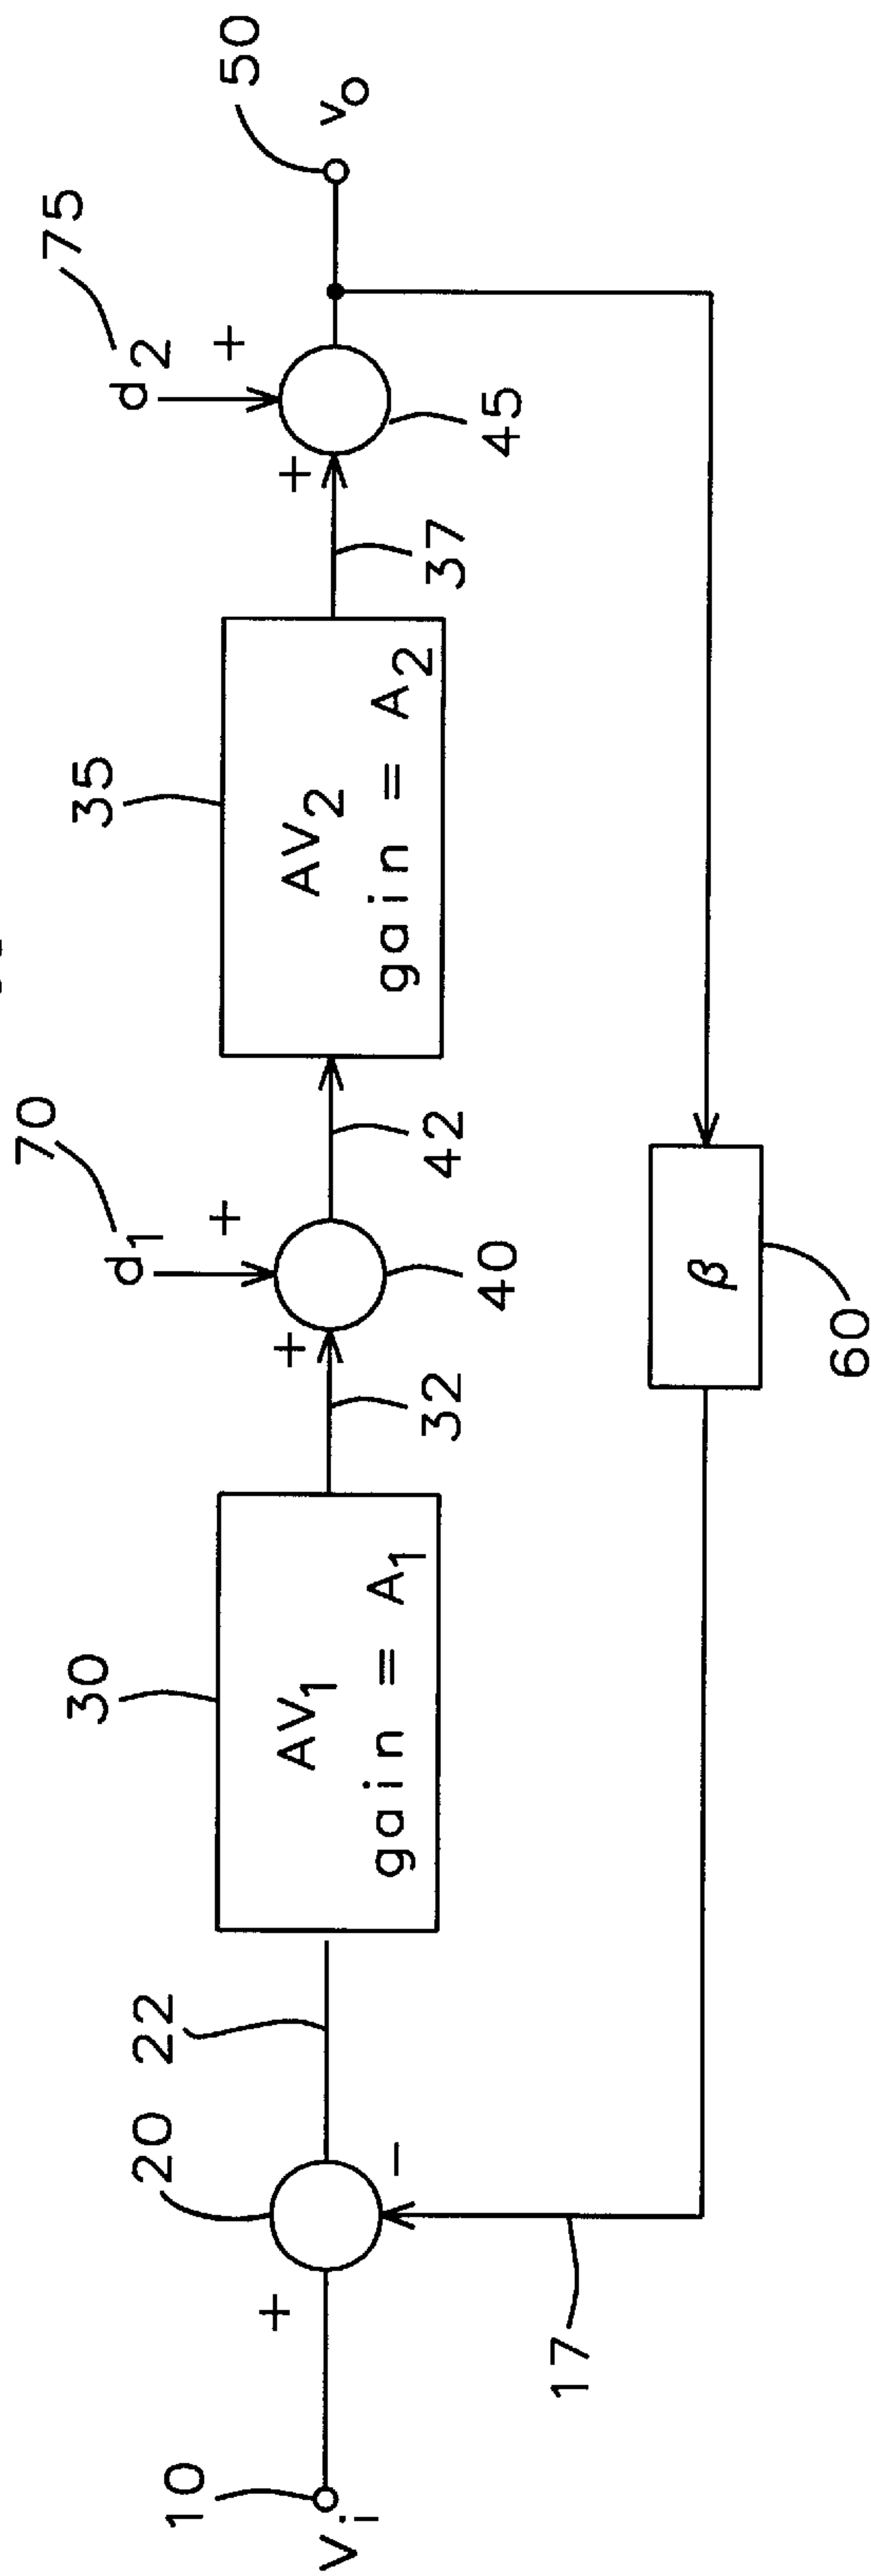 70
75
d1
+
d2
+
50
30
35
20
22
10
+
AV1
gain = A1
+
AV2
gain = A2
+
vi
vo
−
32
40
42
37
45
17
β
60